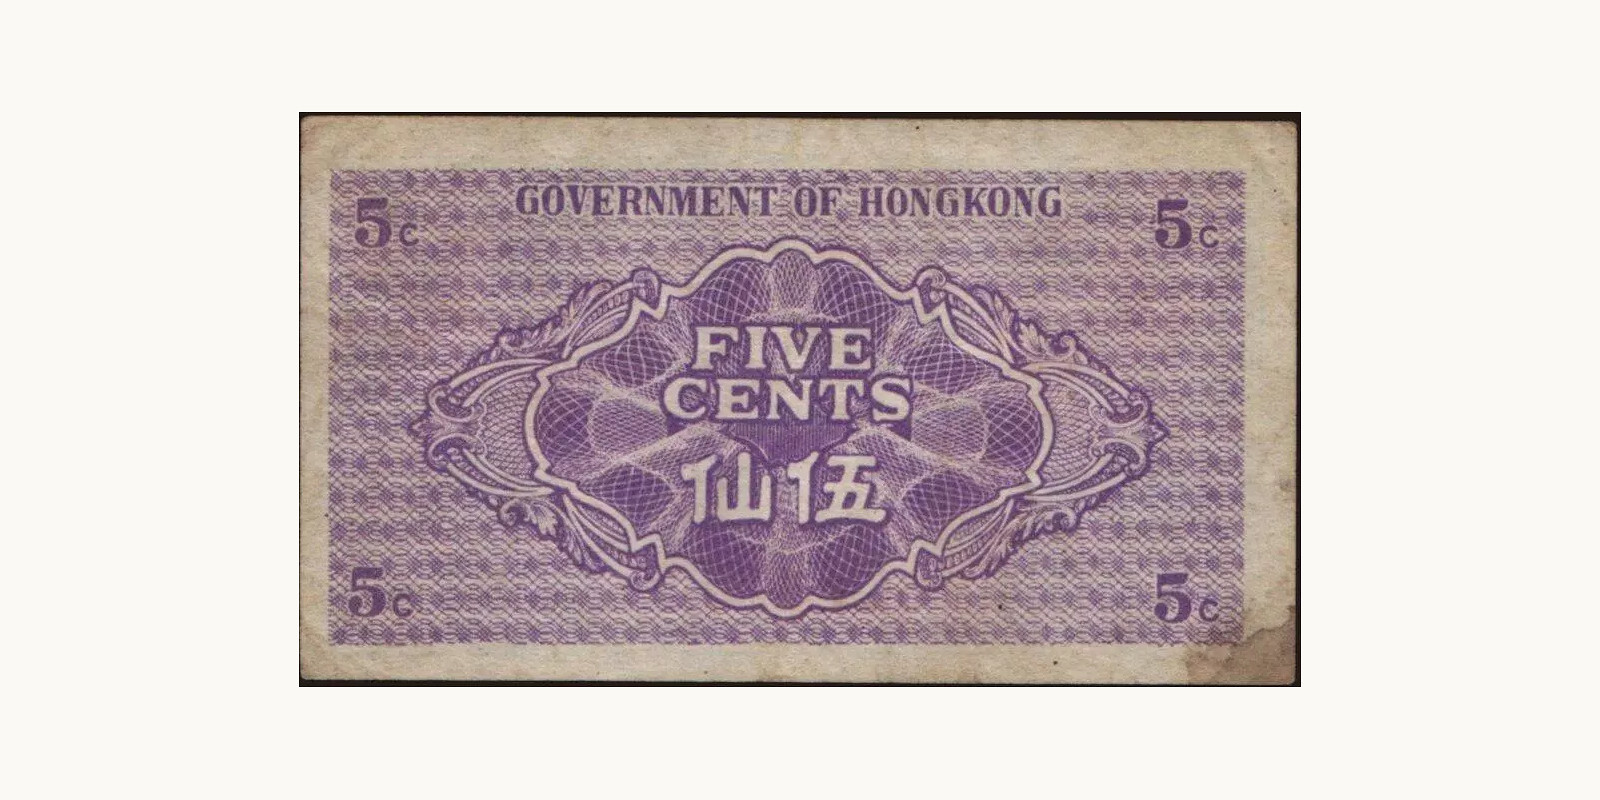 GOVERNMENT OF HONGKONG
5c 5c
FIVE
CENTS
仙伍
5c 5c